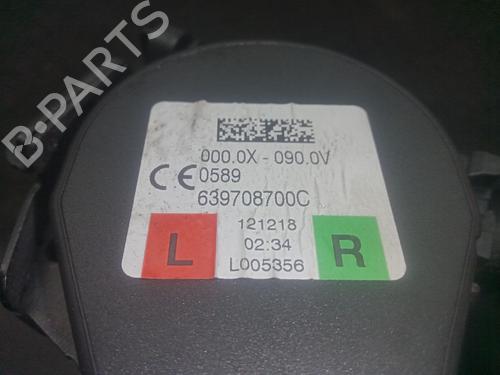 B-PARTS
000.0X - 090.0V
CE 0589
639708700C
121218
02:34
L005356
L
R